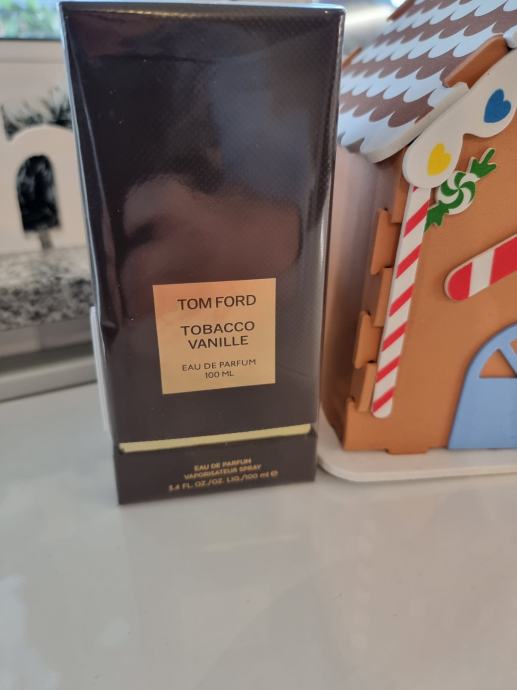 TOM FORD
TOBACCO
VANILLE
EAU DE PARFUM
100 ML
EAU DE PARFUM
VAPORISATEUR SPRAY
3.4 FL. OZ./OZ. LIQ./100 ml ℮